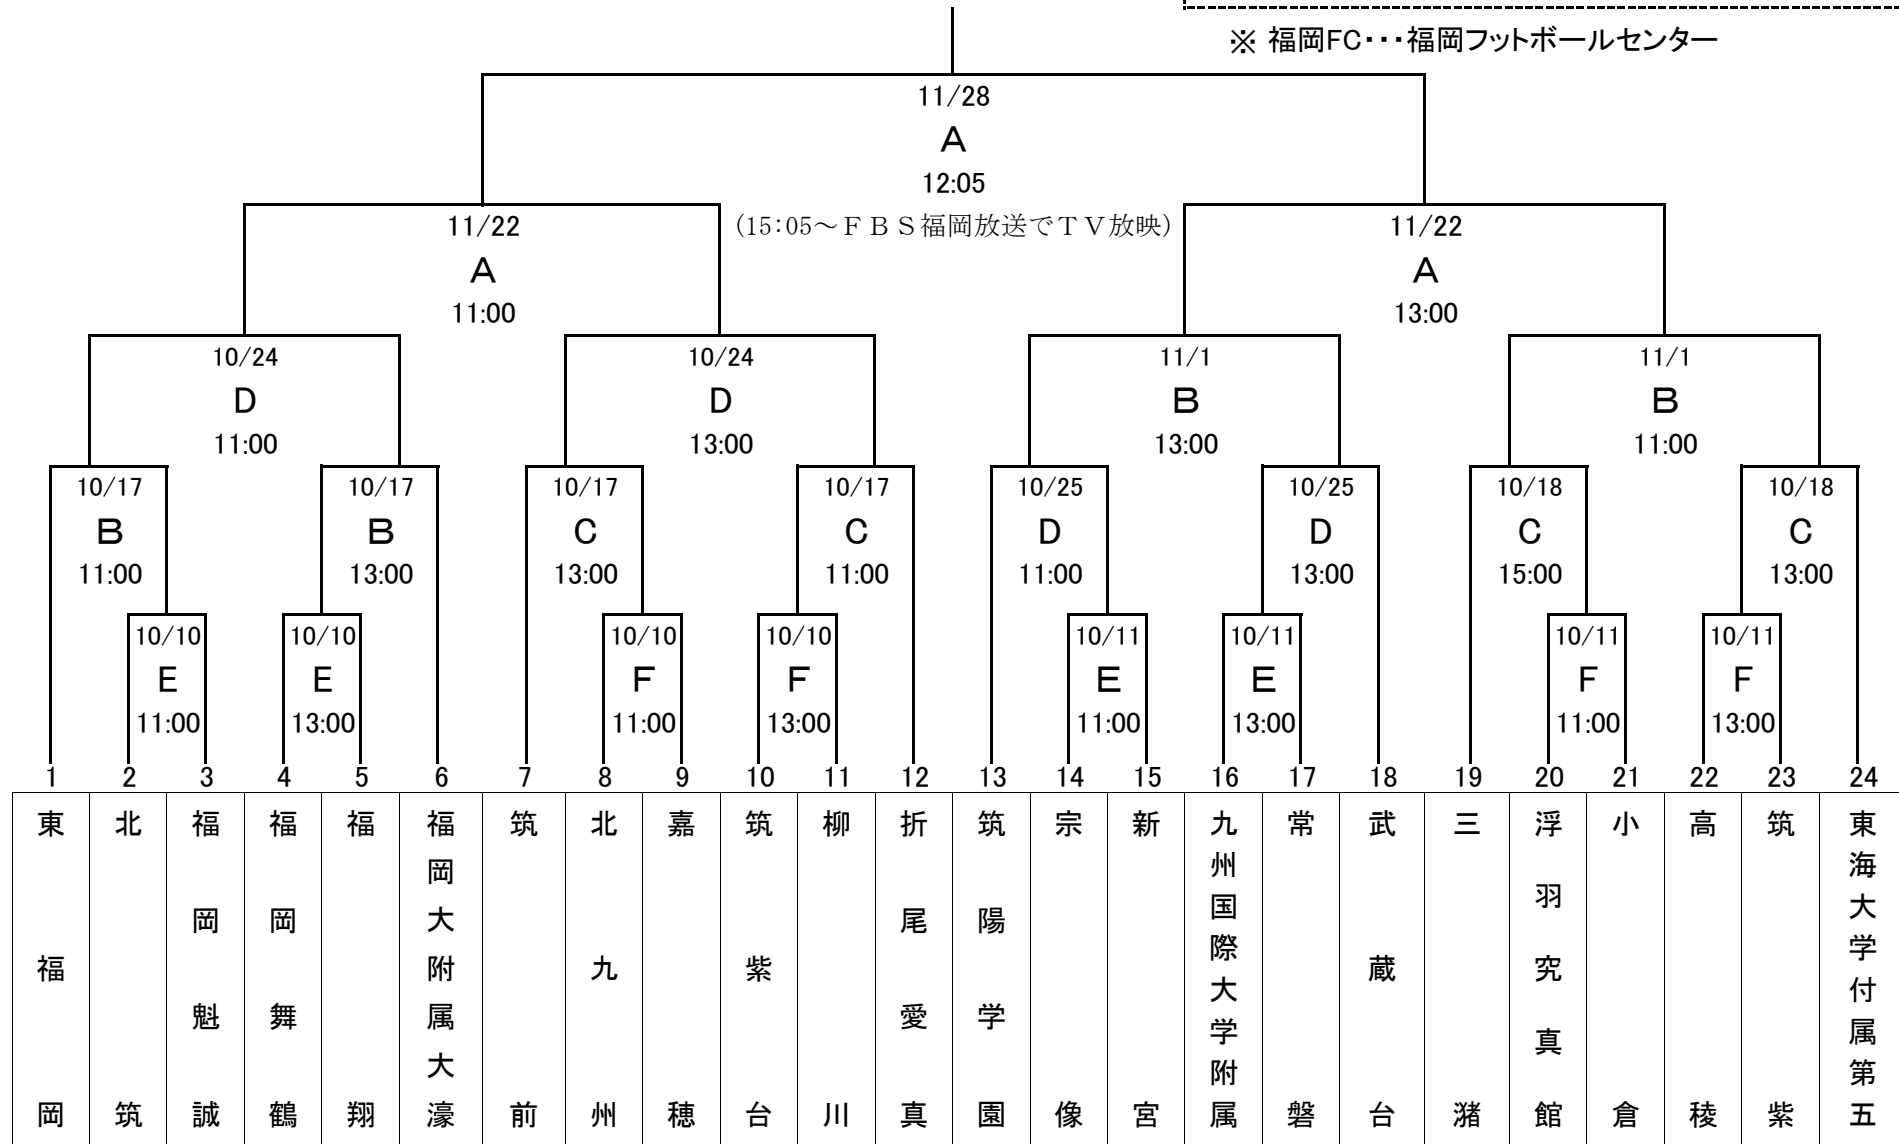 ※ 福岡FC・・・福岡フットボールセンター
11/28
A
12:05
(15:05～ＦＢＳ福岡放送でＴＶ放映)
11/22 11/22
A A
11:00 13:00
10/24 10/24 11/1 11/1
D D B B
11:00 13:00 13:00 11:00
10/17 10/17 10/17 10/17 10/25 10/25 10/18 10/18
B B C C D D C C
11:00 13:00 13:00 11:00 11:00 13:00 15:00 13:00
10/10 10/10 10/10 10/10 10/11 10/11 10/11 10/11
E E F F E E F F
11:00 13:00 11:00 13:00 11:00 13:00 11:00 13:00
1 2 3 4 5 6 7 8 9 10 11 12 13 14 15 16 17 18 19 20 21 22 23 24
東福岡
北筑
福岡魁誠
福岡舞鶴
福翔
福岡大附属大濠
筑前
北九州
嘉穂
筑紫台
柳川
折尾愛真
筑陽学園
宗像
新宮
九州国際大学附属
常磐
武蔵台
三潴
浮羽究真館
小倉
高稜
筑紫
東海大学付属第五